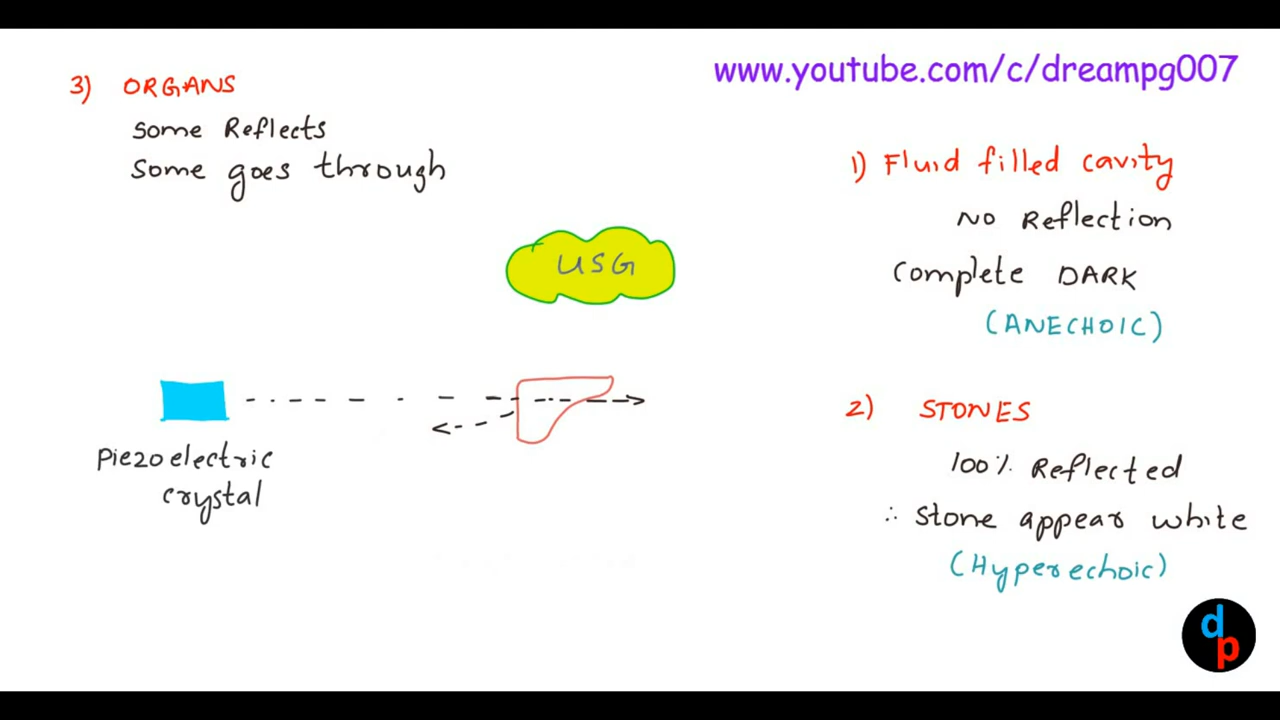 3) ORGANS
Some Reflects
Some goes through
www.youtube.com/c/dreampg007
1) Fluid filled cavity
NO Reflection
Complete DARK
(ANECHOIC)
USG
Piezoelectric
crystal
2) STONES
100% Reflected
∴ Stone appear white
(Hyperechoic)
dp